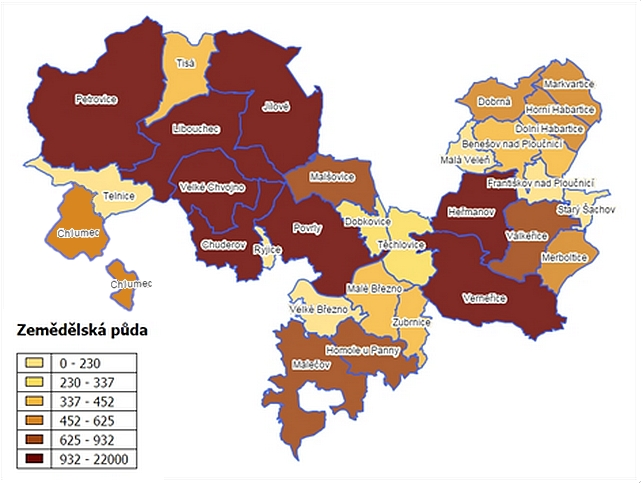 Tišá
Petrovice
Jílové
Libouchec
Markvartice
Dobrná
Horní Habartice
Dolní Habartice
Benešov nad Ploučnicí
Malá Veleň
Malšovice
Františkov nad Ploučnicí
Velké Chvojno
Telnice
Starý Šachov
Heřmanov
Dobkovice
Povrly
Chlumec
Valkeřice
Chuderov
Ryjice
Těchlovice
Merboltice
Chlumec
Malé Březno
Verneřice
Velké Březno
Zubrnice
Homole u Panny
Malečov
Zemědělská půda
0 - 230
230 - 337
337 - 452
452 - 625
625 - 932
932 - 22000